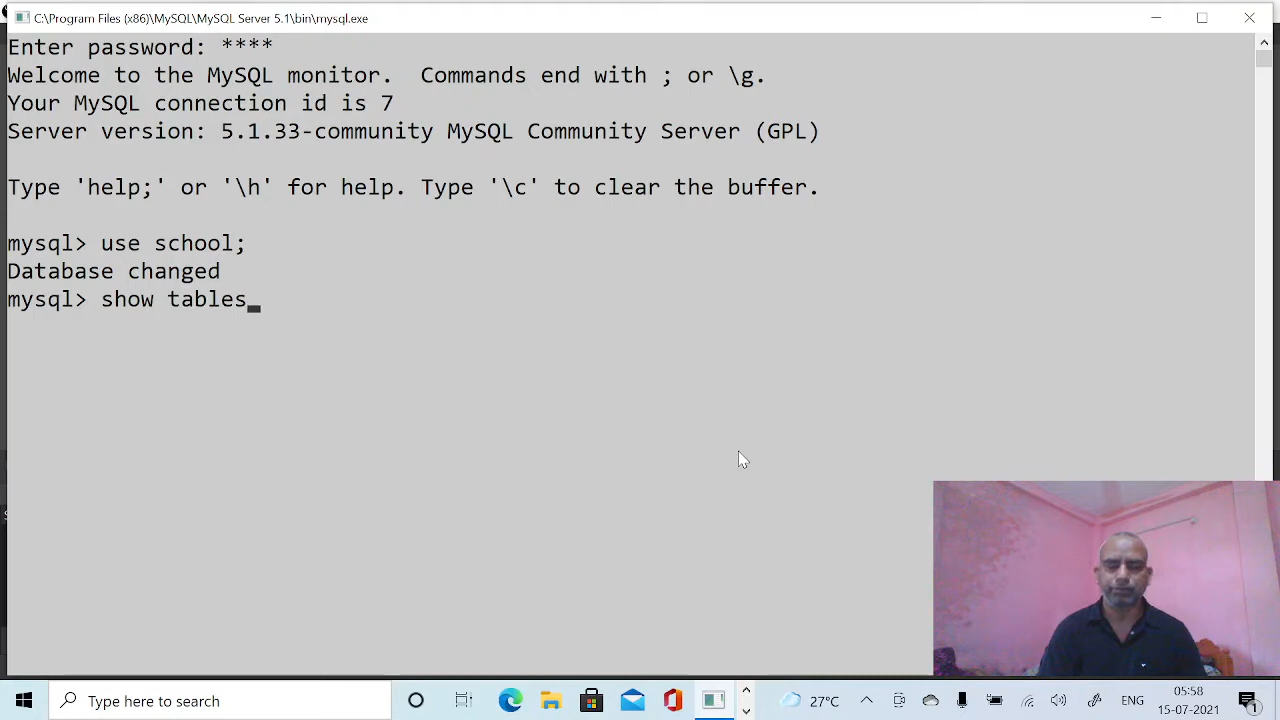 C:\Program Files (x86)\MySQL\MySQL Server 5.1\bin\mysql.exe
Enter password: ****
Welcome to the MySQL monitor.  Commands end with ; or \g.
Your MySQL connection id is 7
Server version: 5.1.33-community MySQL Community Server (GPL)
Type 'help;' or '\h' for help. Type '\c' to clear the buffer.
mysql> use school;
Database changed
mysql> show tables_
Type here to search
27°C
ENG
05:58
15-07-2021
1